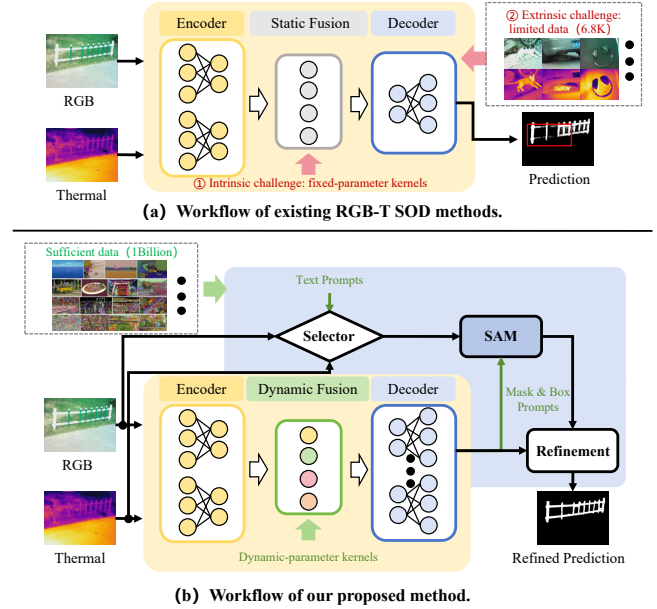 Encoder
Static Fusion
Decoder
② Extrinsic challenge:
limited data (6.8K)
RGB
Thermal
① Intrinsic challenge: fixed-parameter kernels
Prediction
(a) Workflow of existing RGB-T SOD methods.
Sufficient data (1Billion)
Text Prompts
Selector
SAM
Encoder
Dynamic Fusion
Decoder
Mask & Box
Prompts
RGB
Refinement
Thermal
Dynamic-parameter kernels
Refined Prediction
(b) Workflow of our proposed method.